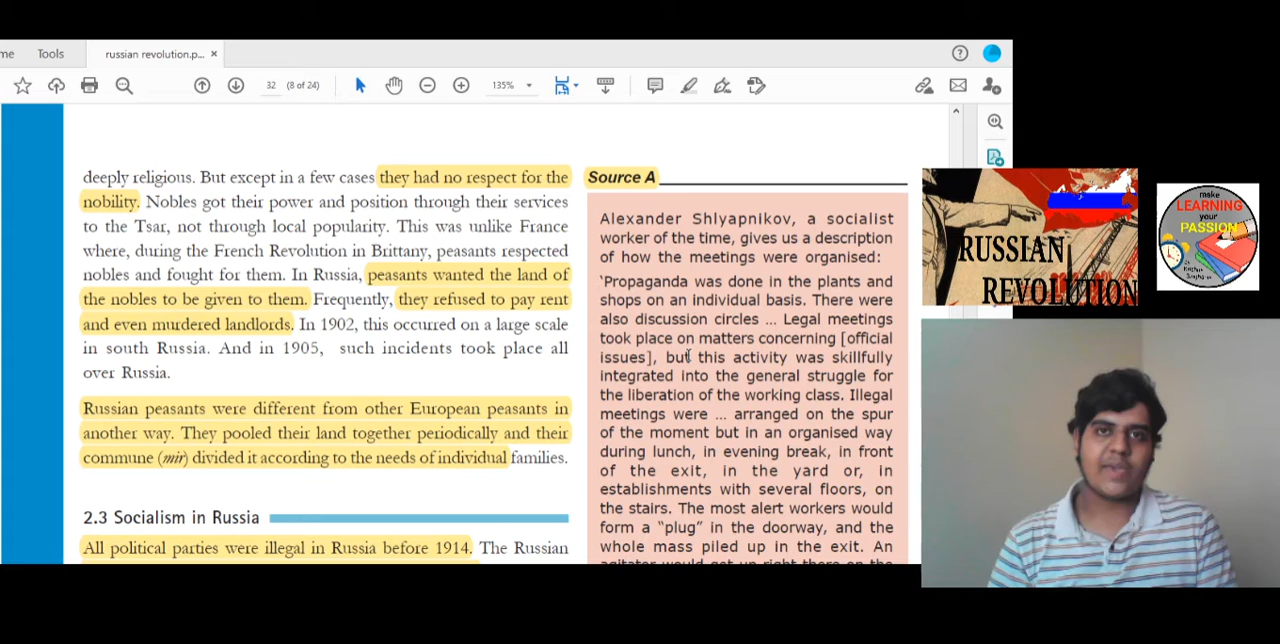 me Tools russian revolution.p... ×
32 (8 of 24) 135%
deeply religious. But except in a few cases they had no respect for the
nobility. Nobles got their power and position through their services
to the Tsar, not through local popularity. This was unlike France
where, during the French Revolution in Brittany, peasants respected
nobles and fought for them. In Russia, peasants wanted the land of
the nobles to be given to them. Frequently, they refused to pay rent
and even murdered landlords. In 1902, this occurred on a large scale
in south Russia. And in 1905, such incidents took place all
over Russia.
Russian peasants were different from other European peasants in
another way. They pooled their land together periodically and their
commune (mir) divided it according to the needs of individual families.
2.3 Socialism in Russia
All political parties were illegal in Russia before 1914. The Russian
Source A
Alexander Shlyapnikov, a socialist
worker of the time, gives us a description
of how the meetings were organised:
‘Propaganda was done in the plants and
shops on an individual basis. There were
also discussion circles … Legal meetings
took place on matters concerning [official
issues], but this activity was skillfully
integrated into the general struggle for
the liberation of the working class. Illegal
meetings were … arranged on the spur
of the moment but in an organised way
during lunch, in evening break, in front
of the exit, in the yard or, in
establishments with several floors, on
the stairs. The most alert workers would
form a “plug” in the doorway, and the
whole mass piled up in the exit. An
agitator would get up right there on the
RUSSIAN
REVOLUTION
make
LEARNING
your
PASSION